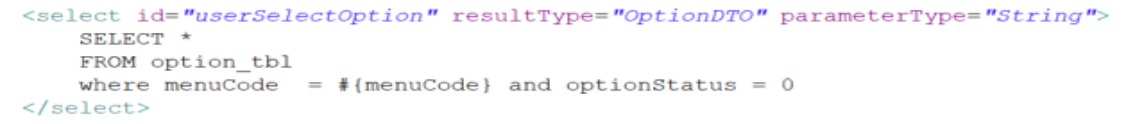 <select id="userSelectOption" resultType="OptionDTO" parameterType="String">
    SELECT *
    FROM option_tbl
    where menuCode  = #{menuCode} and optionStatus = 0
</select>